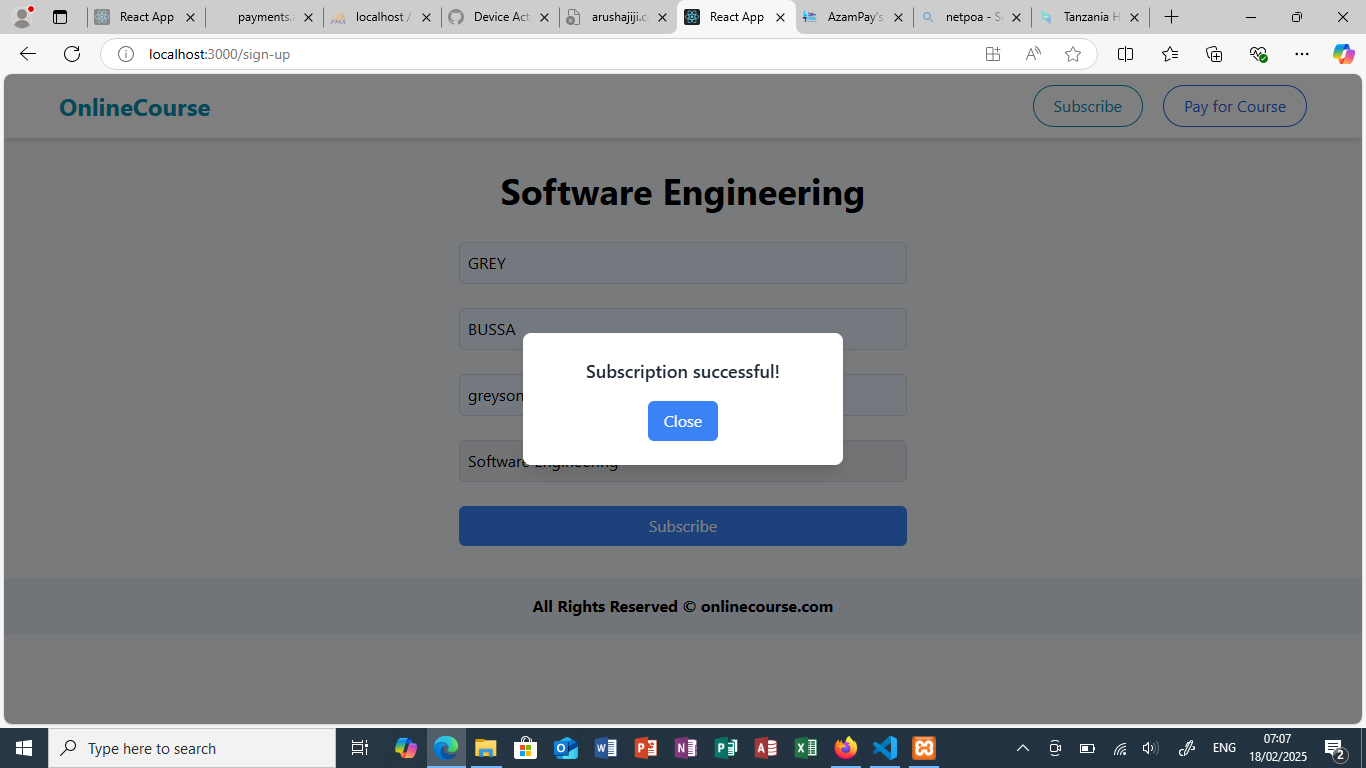 React App
payments.
localhost /
Device Act
arushajiji.c
React App
AzamPay's
netpoa - S
Tanzania H
localhost:3000/sign-up
OnlineCourse
Subscribe
Pay for Course
Software Engineering
GREY
BUSSA
greyson
Subscription successful!
Close
Software Engineering
Subscribe
All Rights Reserved © onlinecourse.com
Type here to search
ENG
07:07
18/02/2025
2